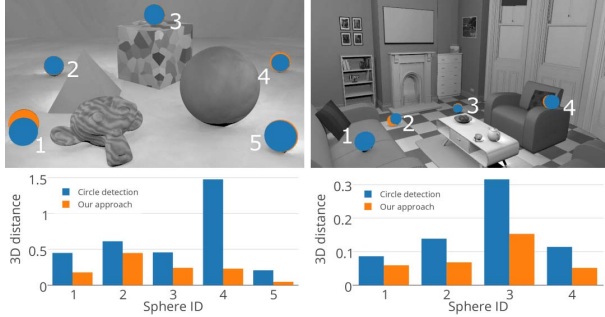 3
2
4
1
5
3
4
2
1
1.5
1
0.5
0
3D distance
Circle detection
Our approach
1 2 3 4 5
Sphere ID
0.3
0.2
0.1
0
3D distance
Circle detection
Our approach
1 2 3 4
Sphere ID